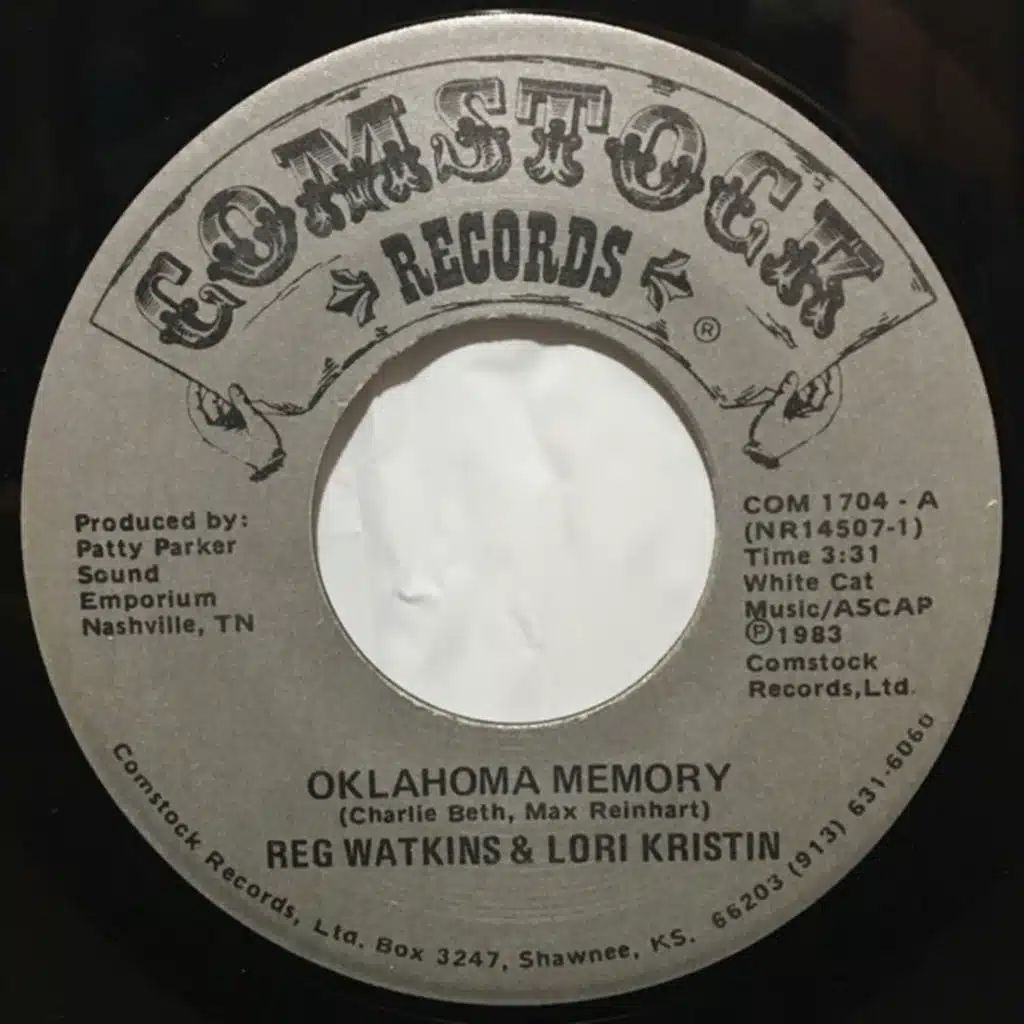 COMSTOCK
RECORDS
®
Produced by:
Patty Parker
Sound
Emporium
Nashville, TN
COM 1704 - A
(NR14507-1)
Time 3:31
White Cat
Music/ASCAP
Ⓟ1983
Comstock
Records,Ltd.
OKLAHOMA MEMORY
(Charlie Beth, Max Reinhart)
REG WATKINS & LORI KRISTIN
Comstock Records, Ltd. Box 3247, Shawnee, KS. 66203 (913) 631-6060